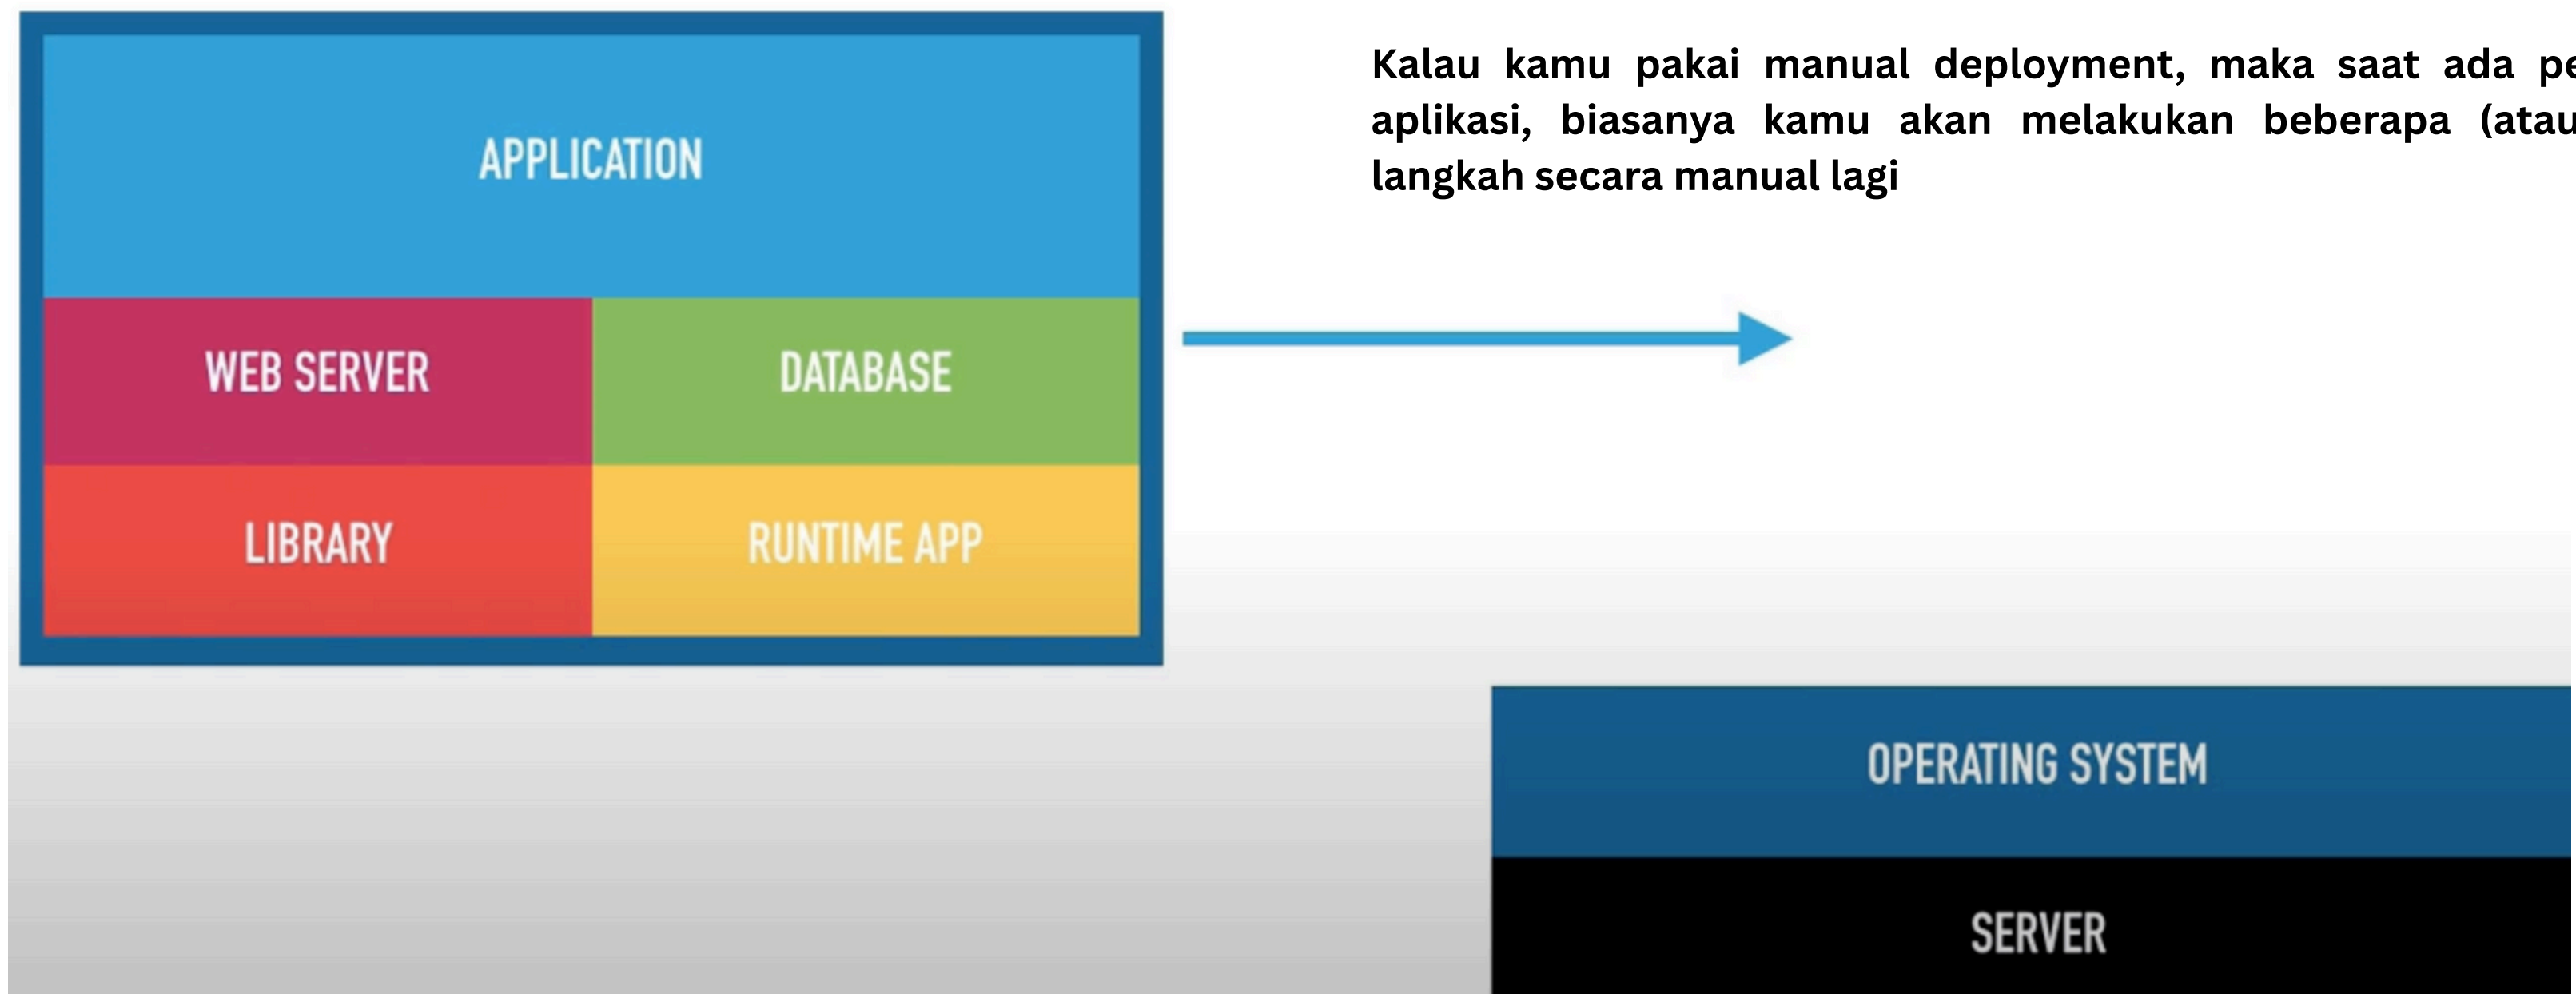 APPLICATION
WEB SERVER
DATABASE
LIBRARY
RUNTIME APP
Kalau kamu pakai manual deployment, maka saat ada
aplikasi, biasanya kamu akan melakukan beberapa (atau
langkah secara manual lagi
OPERATING SYSTEM
SERVER